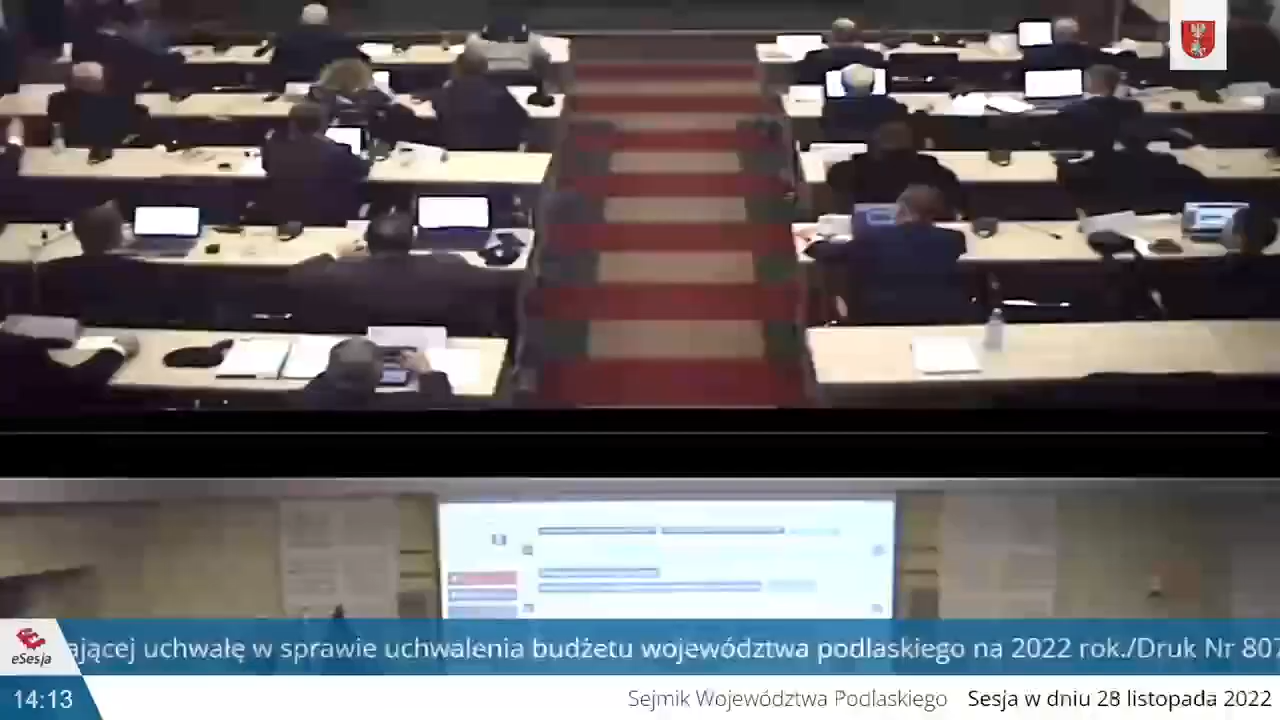 ającej uchwałę w sprawie uchwalenia budżetu województwa podlaskiego na 2022 rok./Druk Nr 807
eSesja
14:13
Sejmik Województwa Podlaskiego Sesja w dniu 28 listopada 2022